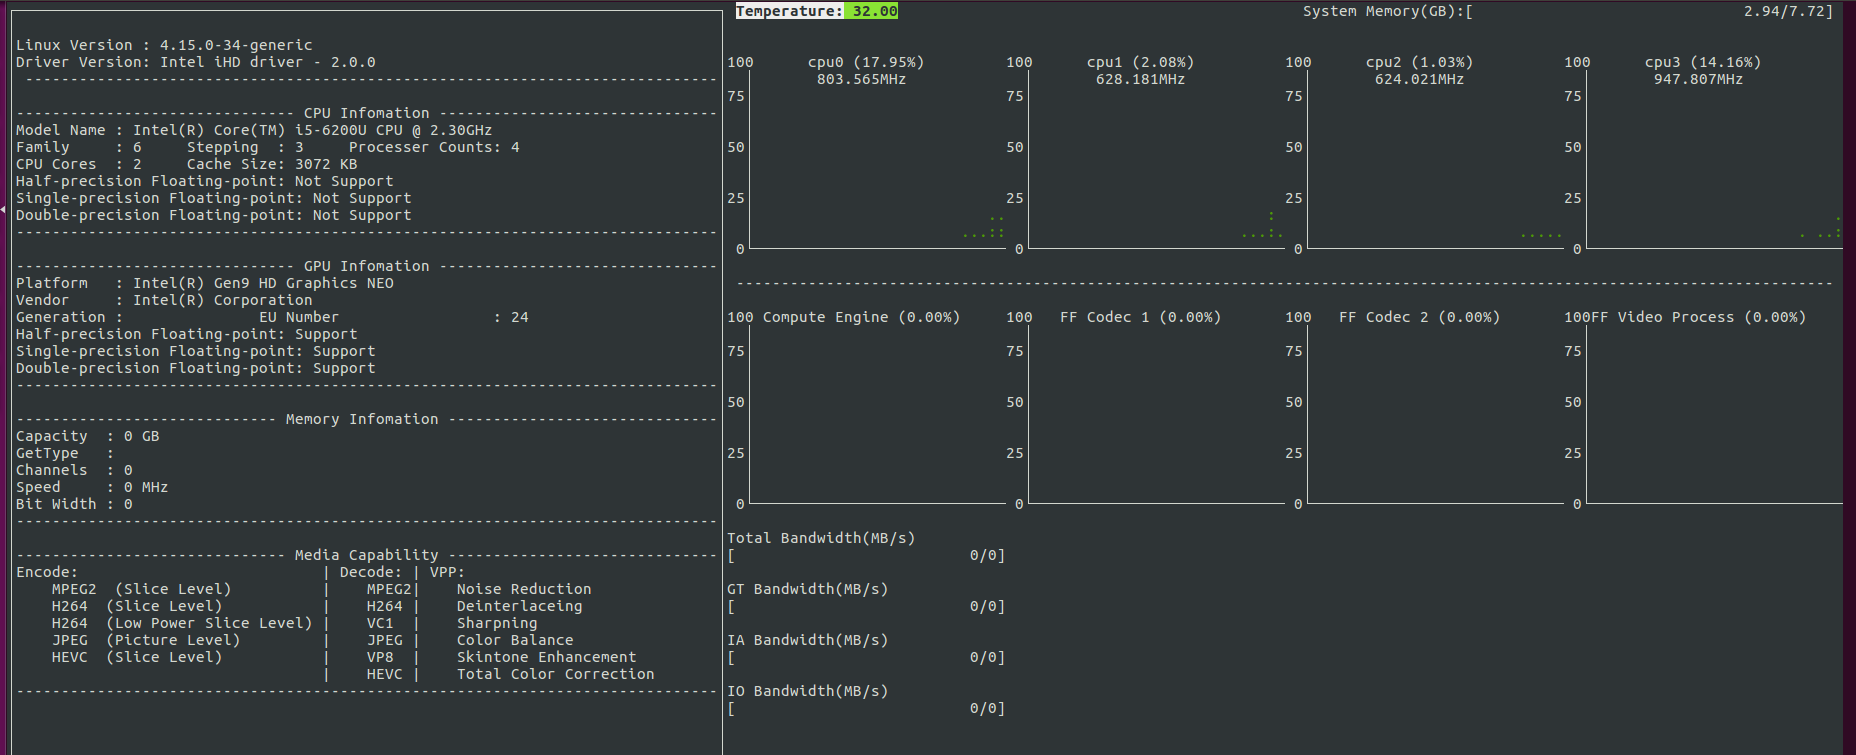 Linux Version : 4.15.0-34-generic
Driver Version: Intel iHD driver - 2.0.0
------------------------------------------------------------------------------
------------------------------- CPU Infomation -------------------------------
Model Name : Intel(R) Core(TM) i5-6200U CPU @ 2.30GHz
Family     : 6     Stepping  : 3     Processer Counts: 4
CPU Cores  : 2     Cache Size: 3072 KB
Half-precision Floating-point: Not Support
Single-precision Floating-point: Not Support
Double-precision Floating-point: Not Support
------------------------------------------------------------------------------
------------------------------- GPU Infomation -------------------------------
Platform   : Intel(R) Gen9 HD Graphics NEO
Vendor     : Intel(R) Corporation
Generation :               EU Number                 : 24
Half-precision Floating-point: Support
Single-precision Floating-point: Support
Double-precision Floating-point: Support
------------------------------------------------------------------------------
----------------------------- Memory Infomation ------------------------------
Capacity  : 0 GB
GetType   :
Channels  : 0
Speed     : 0 MHz
Bit Width : 0
------------------------------------------------------------------------------
------------------------------ Media Capability ------------------------------
Encode:                           | Decode: | VPP:
    MPEG2  (Slice Level)          |    MPEG2|    Noise Reduction
    H264  (Slice Level)           |    H264 |    Deinterlaceing
    H264  (Low Power Slice Level) |    VC1  |    Sharpning
    JPEG  (Picture Level)         |    JPEG |    Color Balance
    HEVC  (Slice Level)           |    VP8  |    Skintone Enhancement
                                  |    HEVC |    Total Color Correction
------------------------------------------------------------------------------
Temperature: 32.00
System Memory(GB):[ 2.94/7.72]
100 cpu0 (17.95%)
803.565MHz
75
50
25
0
100 cpu1 (2.08%)
628.181MHz
75
50
25
0
100 cpu2 (1.03%)
624.021MHz
75
50
25
0
100 cpu3 (14.16%)
947.807MHz
75
50
25
0
100 Compute Engine (0.00%)
75
50
25
0
100 FF Codec 1 (0.00%)
75
50
25
0
100 FF Codec 2 (0.00%)
75
50
25
0
100FF Video Process (0.00%)
75
50
25
0
Total Bandwidth(MB/s)
[ 0/0]
GT Bandwidth(MB/s)
[ 0/0]
IA Bandwidth(MB/s)
[ 0/0]
IO Bandwidth(MB/s)
[ 0/0]